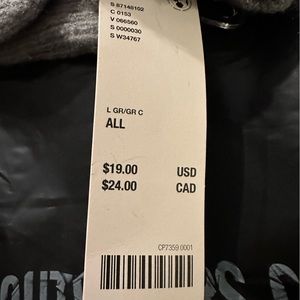 S 87148102
C 0153
V 066560
S 0000030
S W34767
L GR/GR C
ALL
$19.00 USD
$24.00 CAD
CP7359.0001